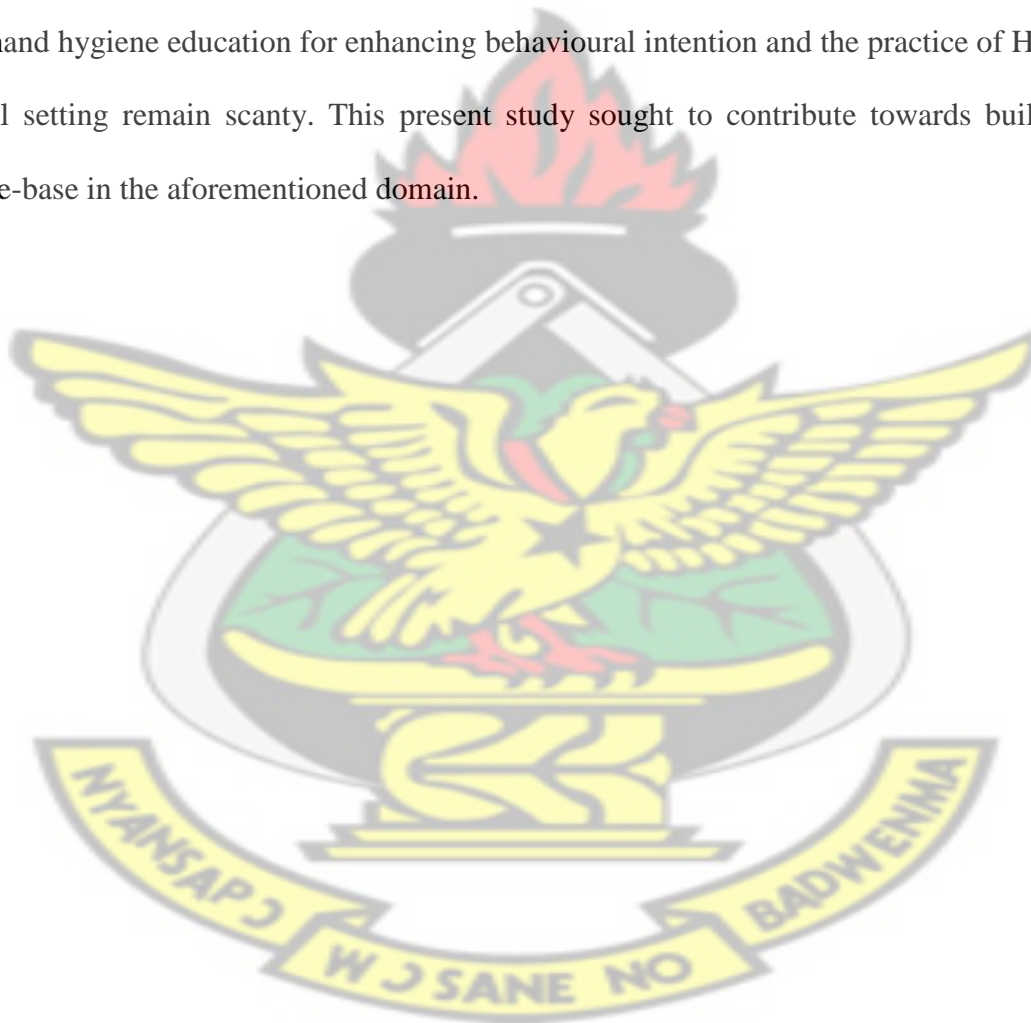 hand hygiene education for enhancing behavioural intention and the practice of H
l setting remain scanty. This present study sought to contribute towards buil
e-base in the aforementioned domain.
NYANSAPƆ
WƆ SANE NO
BADWENMA